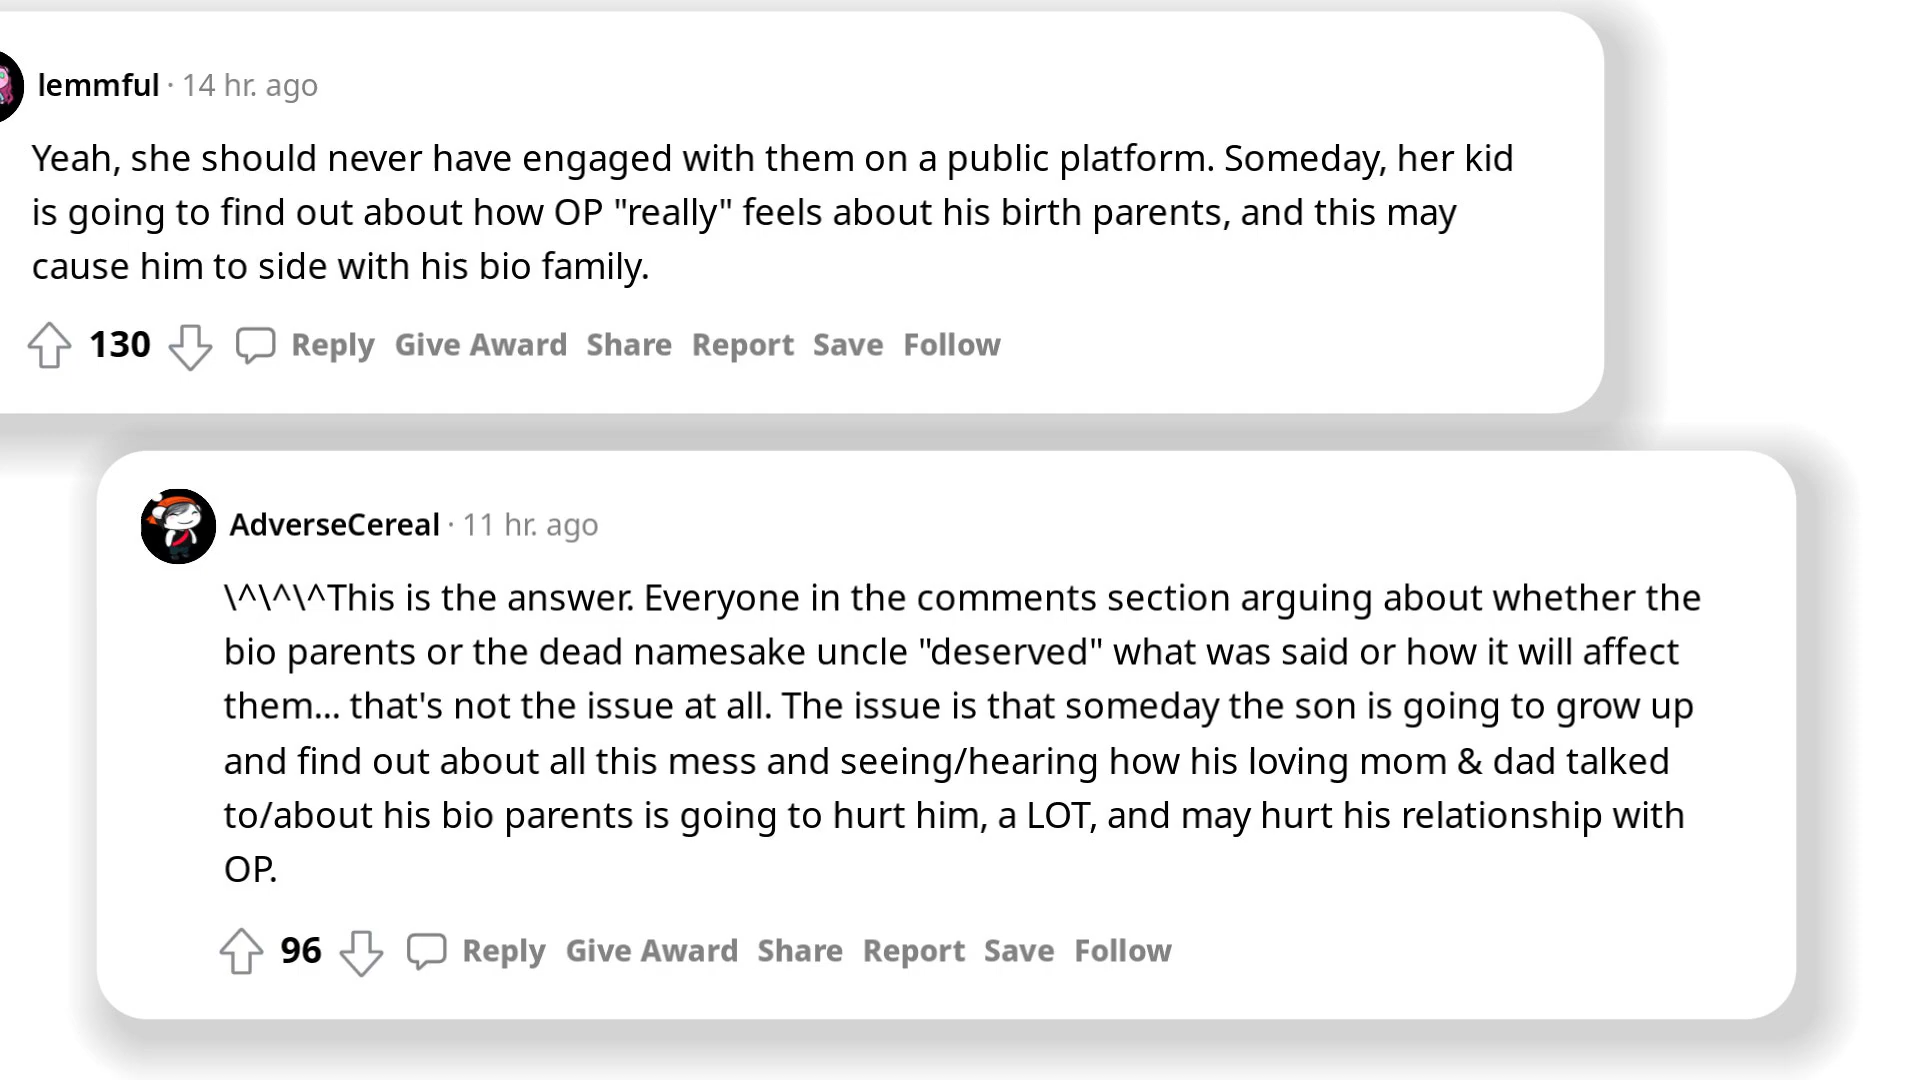 lemmful · 14 hr. ago
Yeah, she should never have engaged with them on a public platform. Someday, her kid
is going to find out about how OP "really" feels about his birth parents, and this may
cause him to side with his bio family.
130 Reply Give Award Share Report Save Follow
AdverseCereal · 11 hr. ago
\^\^\^This is the answer. Everyone in the comments section arguing about whether the
bio parents or the dead namesake uncle "deserved" what was said or how it will affect
them... that's not the issue at all. The issue is that someday the son is going to grow up
and find out about all this mess and seeing/hearing how his loving mom & dad talked
to/about his bio parents is going to hurt him, a LOT, and may hurt his relationship with
OP.
96 Reply Give Award Share Report Save Follow